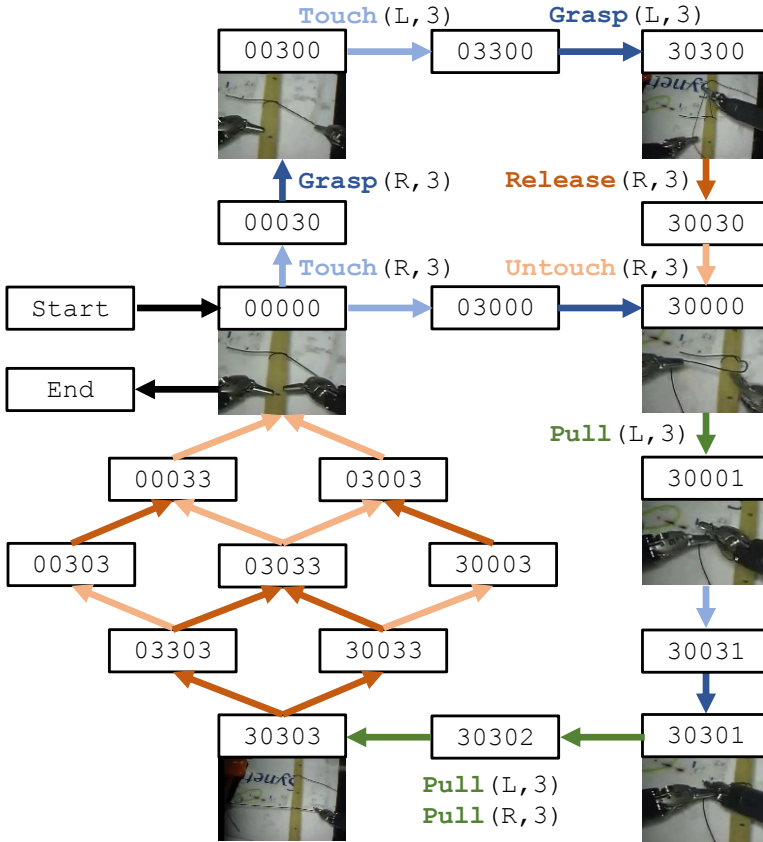 Touch(L,3) Grasp(L,3)
00300 03300 30300
Synet
Grasp(R,3) Release(R,3)
00030 30030
Touch(R,3) Untouch(R,3)
Start 00000 03000 30000
End
Pull(L,3)
00033 03003 30001
00303 03033 30003
03303 30033 30031
30303 30302 30301
Synet
Pull(L,3)
Pull(R,3)